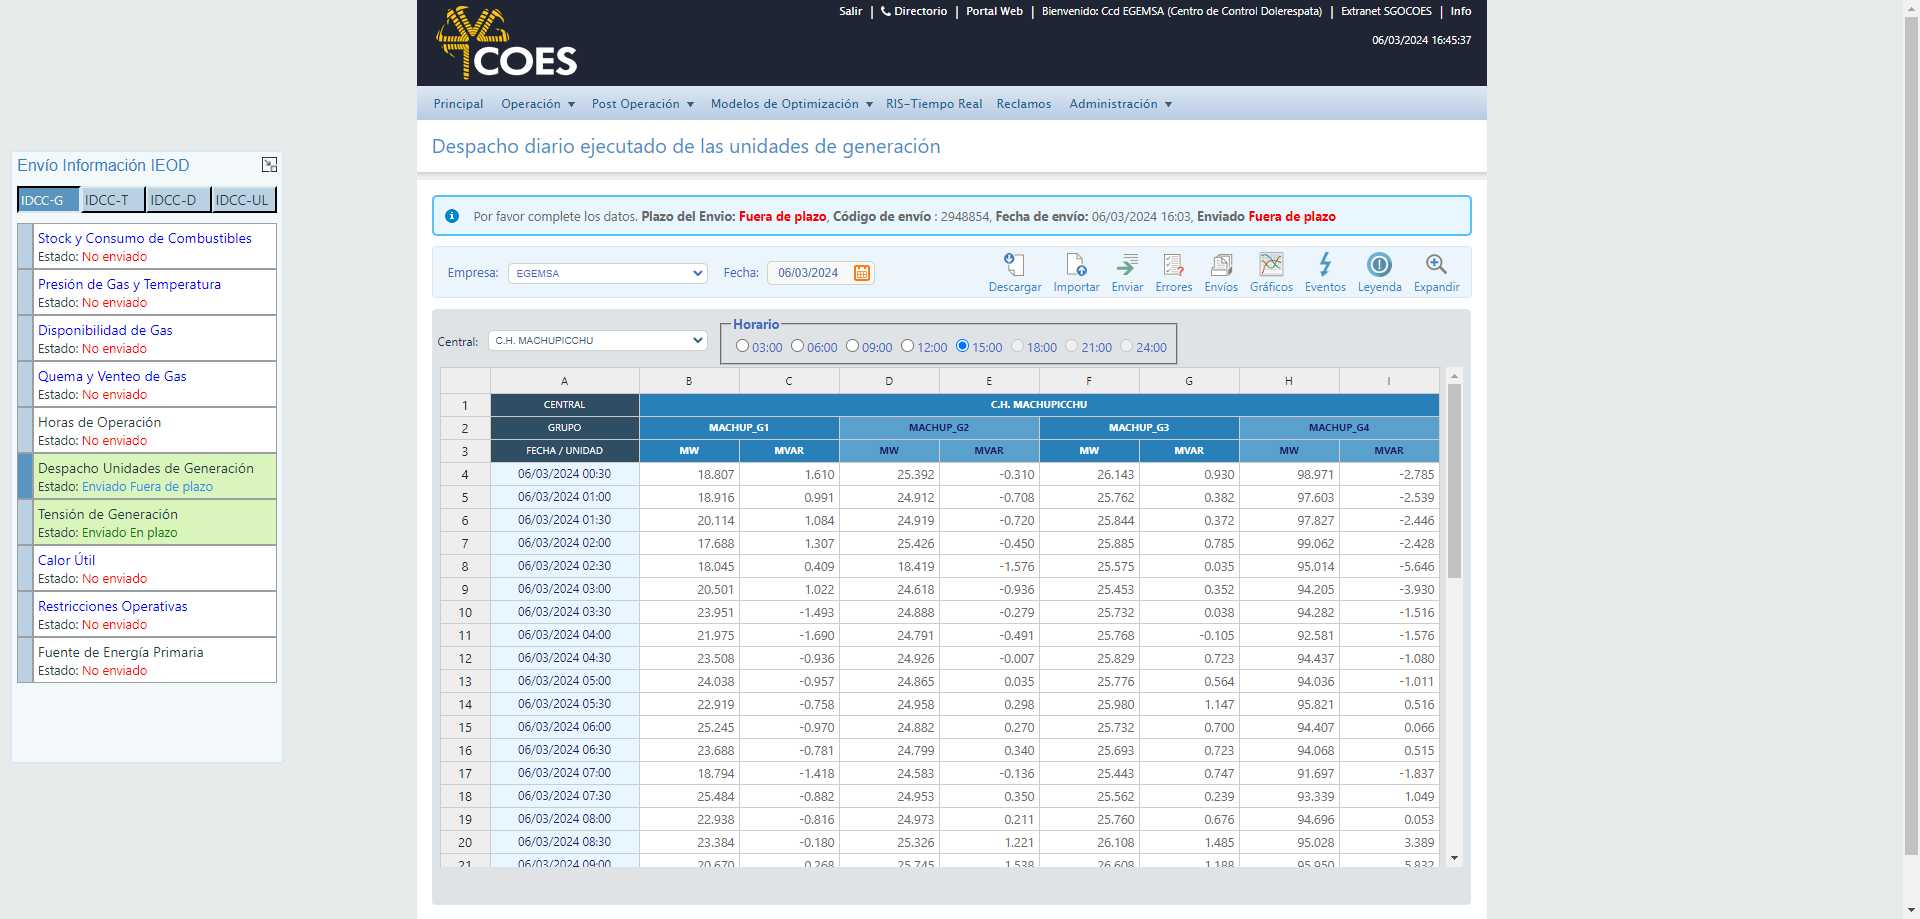 Salir | Directorio | Portal Web | Bienvenido: Ccd EGEMSA (Centro de Control Dolerespata) | Extranet SGOCOES | Info
06/03/2024 16:45:37
COES
Principal Operación Post Operación Modelos de Optimización RIS-Tiempo Real Reclamos Administración
Despacho diario ejecutado de las unidades de generación
Envío Información IEOD
IDCC-G IDCC-T IDCC-D IDCC-UL
Stock y Consumo de Combustibles
Estado: No enviado
Presión de Gas y Temperatura
Estado: No enviado
Disponibilidad de Gas
Estado: No enviado
Quema y Venteo de Gas
Estado: No enviado
Horas de Operación
Estado: No enviado
Despacho Unidades de Generación
Estado: Enviado Fuera de plazo
Tensión de Generación
Estado: Enviado En plazo
Calor Útil
Estado: No enviado
Restricciones Operativas
Estado: No enviado
Fuente de Energía Primaria
Estado: No enviado
Por favor complete los datos. Plazo del Envio: Fuera de plazo, Código de envío : 2948854, Fecha de envío: 06/03/2024 16:03, Enviado Fuera de plazo
Empresa: EGEMSA Fecha: 06/03/2024
Descargar Importar Enviar Errores Envíos Gráficos Eventos Leyenda Expandir
Central: C.H. MACHUPICCHU
Horario
03:00 06:00 09:00 12:00 15:00 18:00 21:00 24:00
A B C D E F G H I
1 CENTRAL C.H. MACHUPICCHU
2 GRUPO MACHUP_G1 MACHUP_G2 MACHUP_G3 MACHUP_G4
3 FECHA / UNIDAD MW MVAR MW MVAR MW MVAR MW MVAR
4 06/03/2024 00:30 18.807 1.610 25.392 -0.310 26.143 0.930 98.971 -2.785
5 06/03/2024 01:00 18.916 0.991 24.912 -0.708 25.762 0.382 97.603 -2.539
6 06/03/2024 01:30 20.114 1.084 24.919 -0.720 25.844 0.372 97.827 -2.446
7 06/03/2024 02:00 17.688 1.307 25.426 -0.450 25.885 0.785 99.062 -2.428
8 06/03/2024 02:30 18.045 0.409 18.419 -1.576 25.575 0.035 95.014 -5.646
9 06/03/2024 03:00 20.501 1.022 24.618 -0.936 25.453 0.352 94.205 -3.930
10 06/03/2024 03:30 23.951 -1.493 24.888 -0.279 25.732 0.038 94.282 -1.516
11 06/03/2024 04:00 21.975 -1.690 24.791 -0.491 25.768 -0.105 92.581 -1.576
12 06/03/2024 04:30 23.508 -0.936 24.926 -0.007 25.829 0.723 94.437 -1.080
13 06/03/2024 05:00 24.038 -0.957 24.865 0.035 25.776 0.564 94.036 -1.011
14 06/03/2024 05:30 22.919 -0.758 24.958 0.298 25.980 1.147 95.821 0.516
15 06/03/2024 06:00 25.245 -0.970 24.882 0.270 25.732 0.700 94.407 0.066
16 06/03/2024 06:30 23.688 -0.781 24.799 0.340 25.693 0.723 94.068 0.515
17 06/03/2024 07:00 18.794 -1.418 24.583 -0.136 25.443 0.747 91.697 -1.837
18 06/03/2024 07:30 25.484 -0.882 24.953 0.350 25.562 0.239 93.339 1.049
19 06/03/2024 08:00 22.938 -0.816 24.973 0.211 25.760 0.676 94.696 0.053
20 06/03/2024 08:30 23.384 -0.180 25.326 1.221 26.108 1.485 95.028 3.389
21 06/03/2024 09:00 20.670 0.268 25.745 1.538 26.608 1.188 95.950 5.832